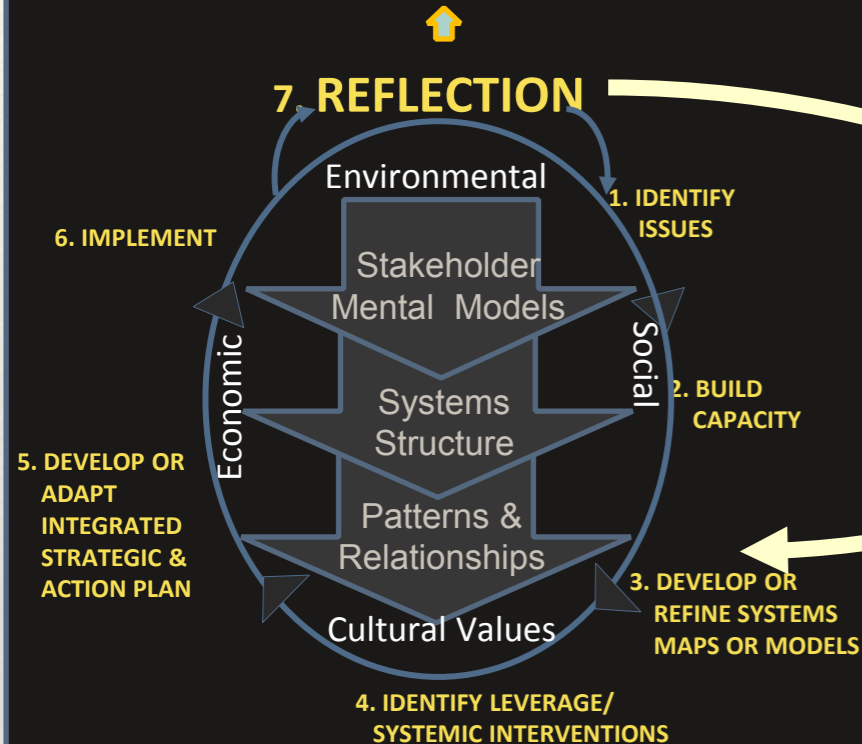 7. REFLECTION
Environmental
1. IDENTIFY
ISSUES
6. IMPLEMENT
Stakeholder
Mental Models
Economic
Social
Systems
Structure
2. BUILD
CAPACITY
5. DEVELOP OR
ADAPT
INTEGRATED
STRATEGIC &
ACTION PLAN
Patterns &
Relationships
3. DEVELOP OR
REFINE SYSTEMS
MAPS OR MODELS
Cultural Values
4. IDENTIFY LEVERAGE/
SYSTEMIC INTERVENTIONS